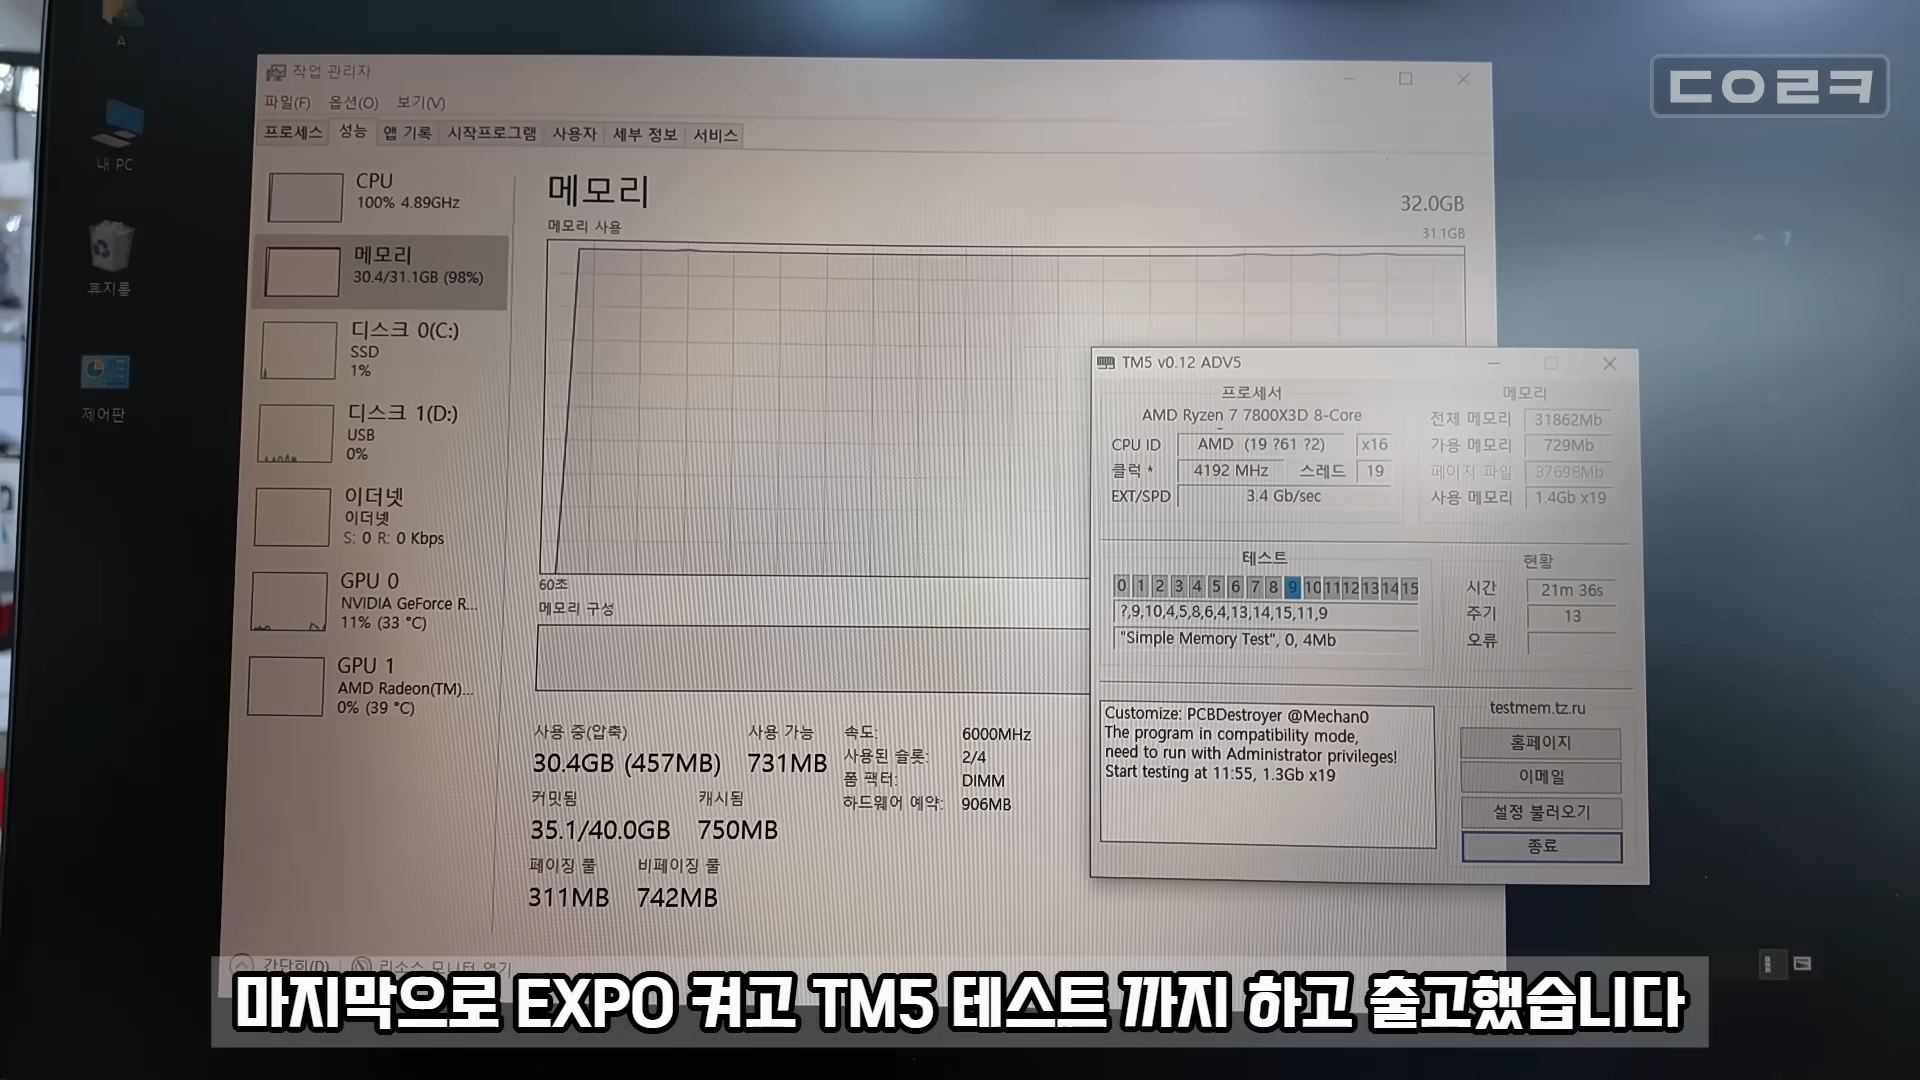 A
내 PC
휴지통
제어판
작업 관리자
파일(F) 옵션(O) 보기(V)
프로세스 성능 앱 기록 시작프로그램 사용자 세부 정보 서비스
CPU
100% 4.89GHz
메모리
30.4/31.1GB (98%)
디스크 0(C:)
SSD
1%
디스크 1(D:)
USB
0%
이더넷
이더넷
S: 0 R: 0 Kbps
GPU 0
NVIDIA GeForce R...
11% (33 °C)
GPU 1
AMD Radeon(TM)...
0% (39 °C)
메모리
32.0GB
메모리 사용
31.1GB
60초
메모리 구성
사용 중(압축) 사용 가능
30.4GB (457MB) 731MB
커밋됨 캐시됨
35.1/40.0GB 750MB
페이징 풀 비페이징 풀
311MB 742MB
속도: 6000MHz
사용된 슬롯: 2/4
폼 팩터: DIMM
하드웨어 예약: 906MB
간단히(D) 리소스 모니터 열기
TM5 v0.12 ADV5
프로세서
AMD Ryzen 7 7800X3D 8-Core
CPU ID AMD (19 ?61 ?2) x16
클럭 * 4192 MHz 스레드 19
EXT/SPD 3.4 Gb/sec
메모리
전체 메모리 31862Mb
가용 메모리 729Mb
페이지 파일 37698Mb
사용 메모리 1.4Gb x19
테스트
0 1 2 3 4 5 6 7 8 9 10 11 12 13 14 15
?,9,10,4,5,8,6,4,13,14,15,11,9
"Simple Memory Test", 0, 4Mb
현황
시간 21m 36s
주기 13
오류
Customize: PCBDestroyer @Mechan0
The program in compatibility mode,
need to run with Administrator privileges!
Start testing at 11:55, 1.3Gb x19
testmem.tz.ru
홈페이지
이메일
설정 불러오기
종료
마지막으로 EXPO 켜고 TM5 테스트 까지 하고 출고했습니다